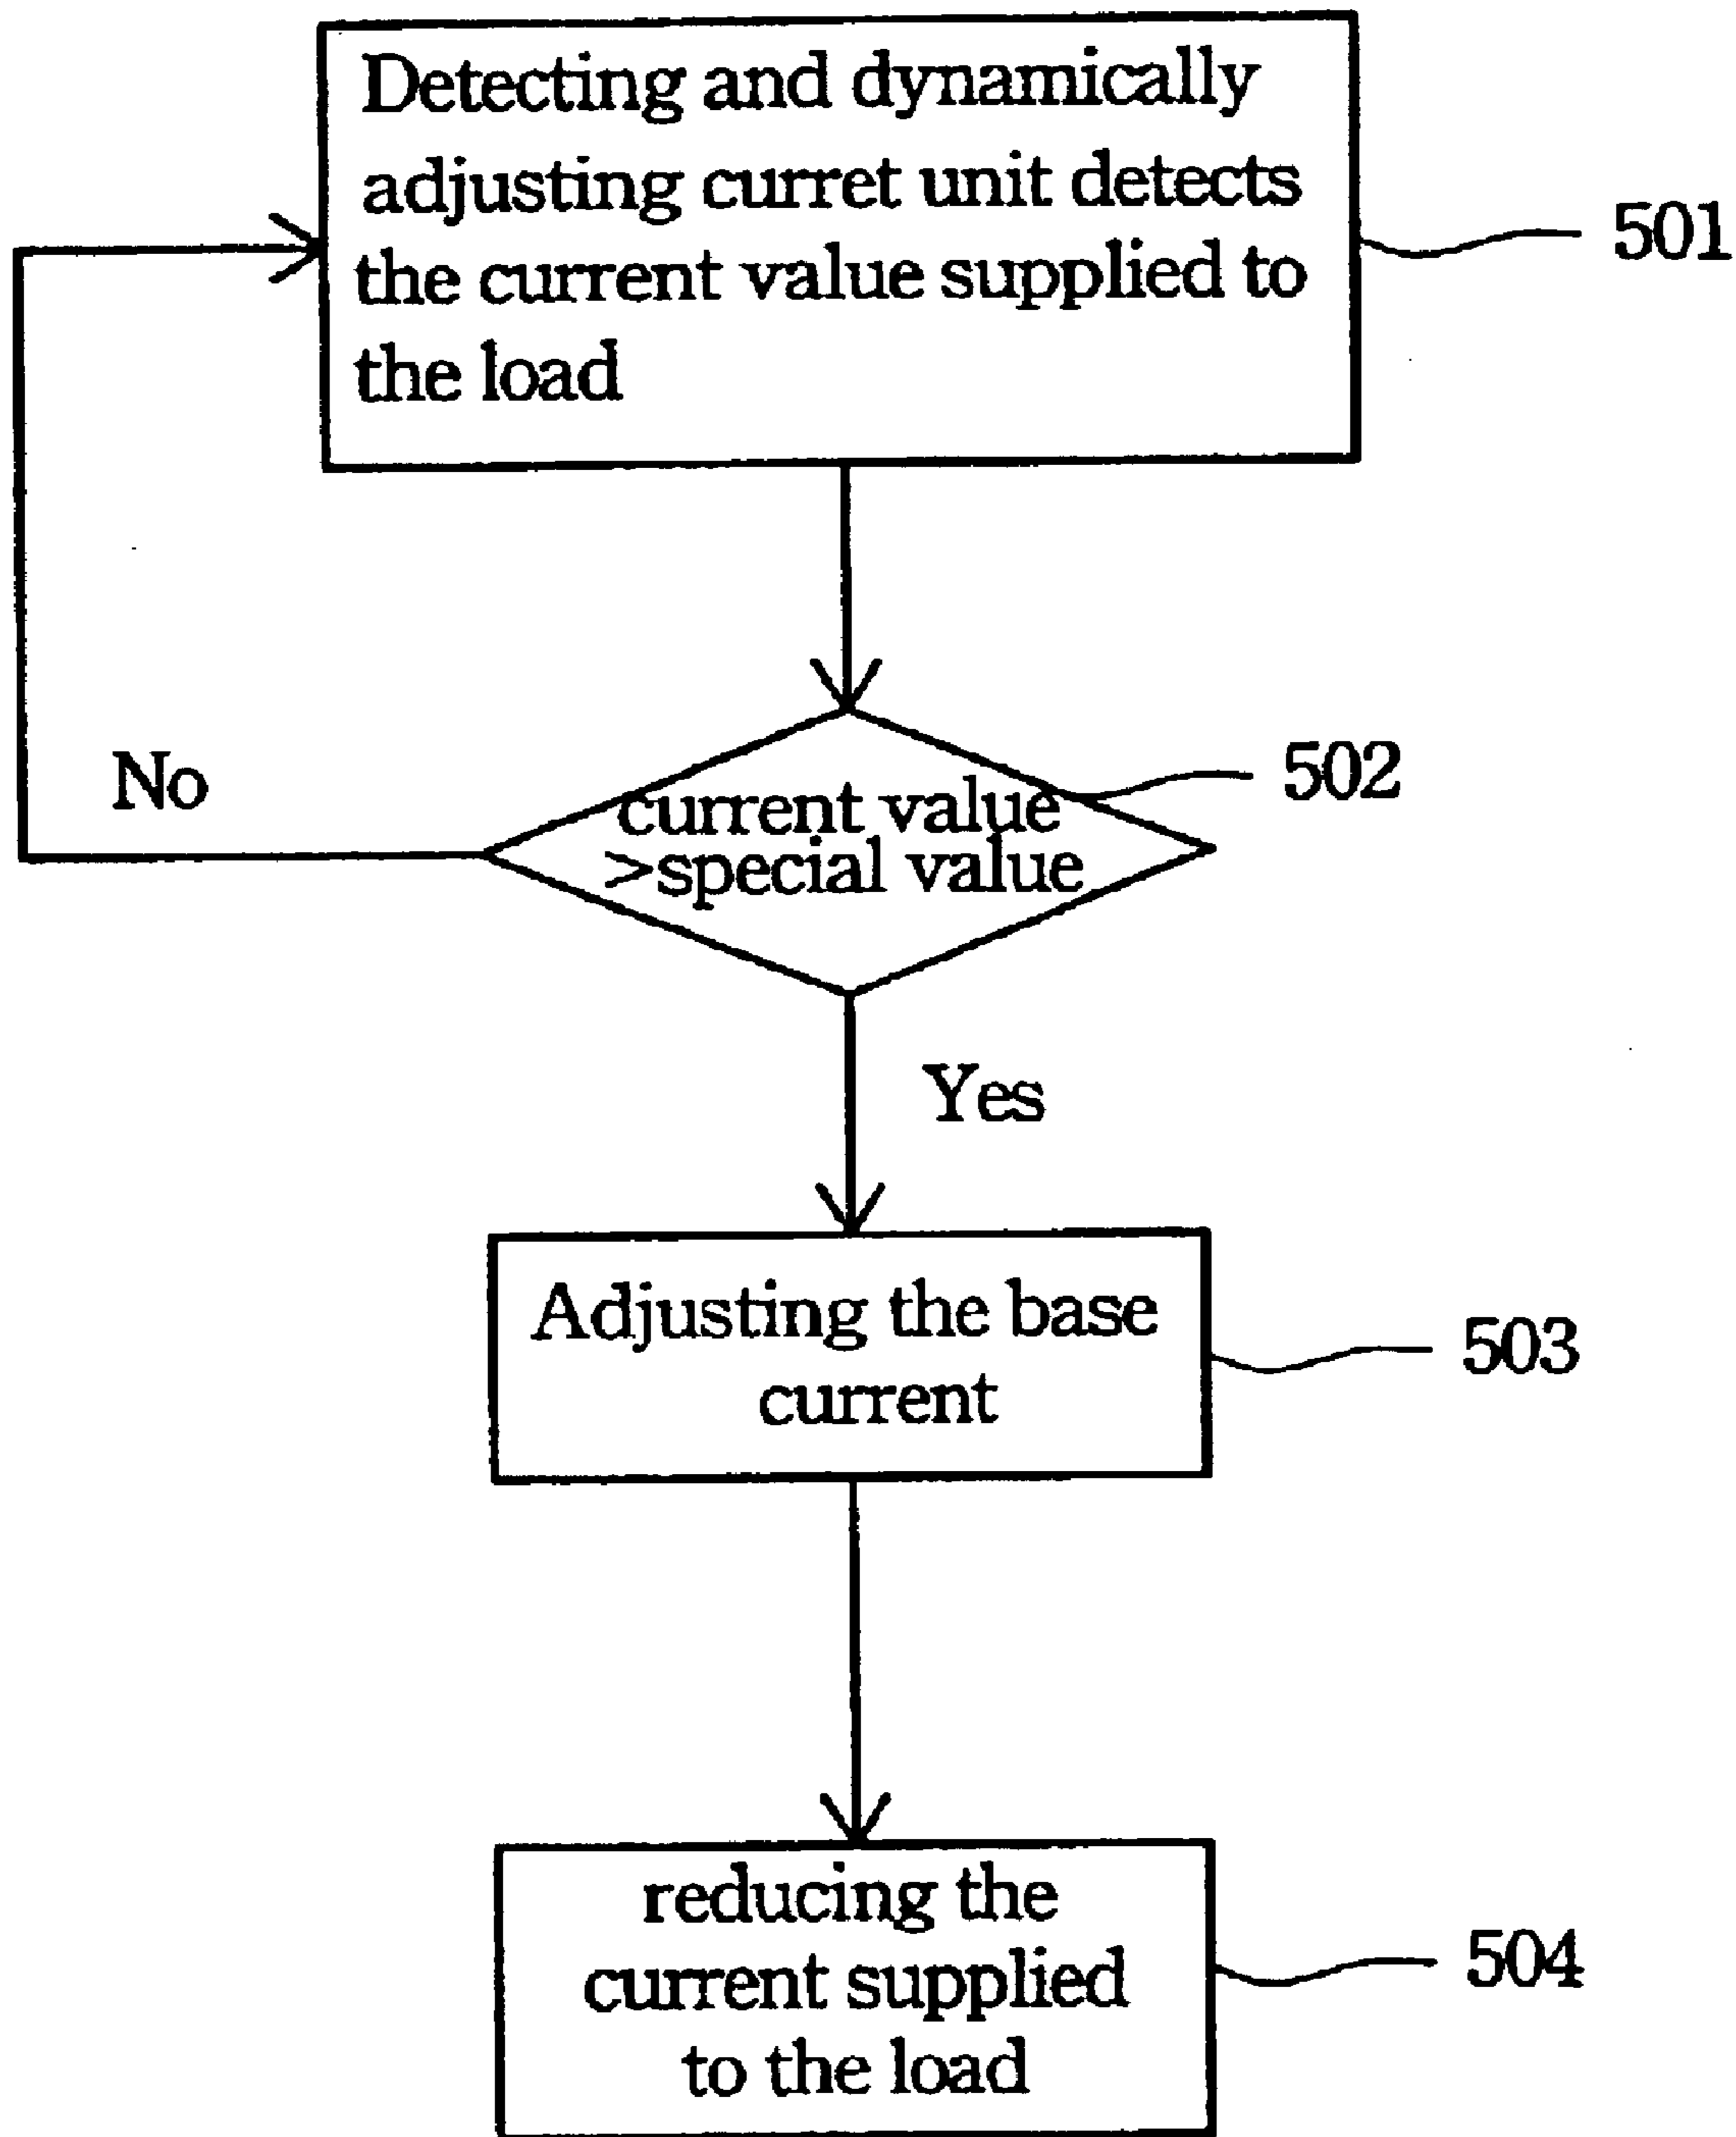 Detecting and dynamically
adjusting curret unit detects
the current value supplied to
the load
501
No
current value
>special value
502
Yes
Adjusting the base
current
503
reducing the
current supplied
to the load
504